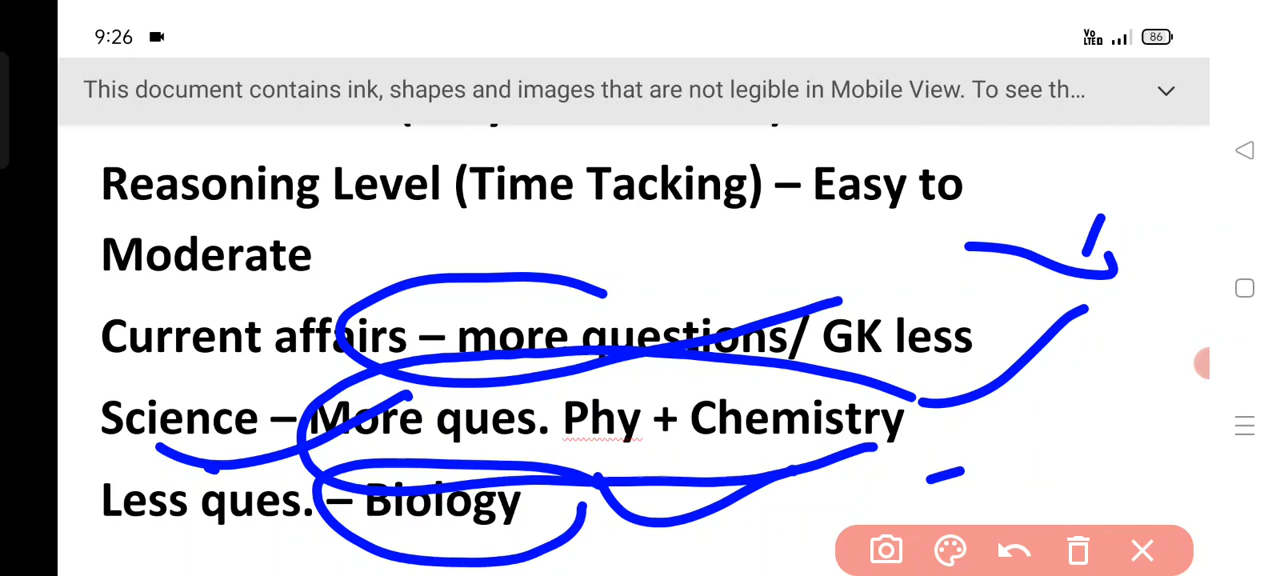 9:26
Vo LTED 86
This document contains ink, shapes and images that are not legible in Mobile View. To see th...
Reasoning Level (Time Tacking) – Easy to
Moderate
Current affairs – more questions/ GK less
Science – More ques. Phy + Chemistry
Less ques. – Biology